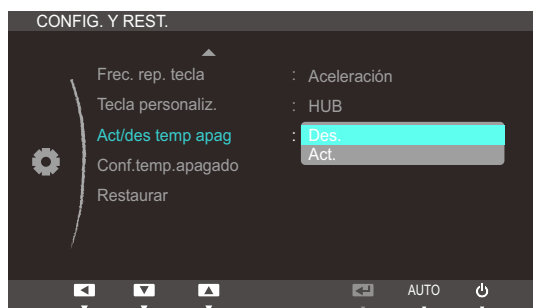 CONFIG. Y REST.
Frec. rep. tecla : Aceleración
Tecla personaliz. : HUB
Act/des temp apag : Des.
Act.
Conf.temp.apagado
Restaurar
AUTO